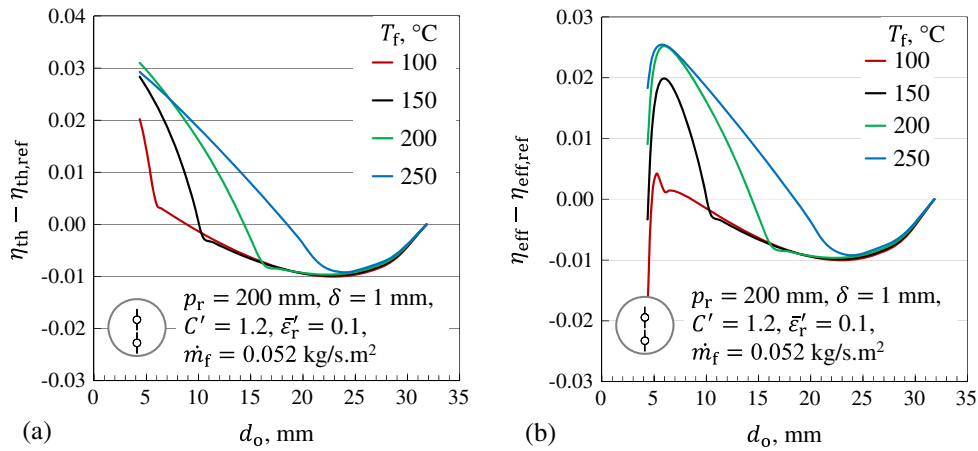 0.04
0.03
0.02
0.01
0.00
-0.01
-0.02
-0.03
η_th − η_th,ref
T_f, °C
100
150
200
250
p_r = 200 mm, δ = 1 mm,
C′ = 1.2, ε̄_r′ = 0.1,
ṁ_f = 0.052 kg/s.m²
0 5 10 15 20 25 30 35
(a)
d_o, mm
0.03
0.02
0.01
0.00
-0.01
-0.02
-0.03
η_eff − η_eff,ref
T_f, °C
100
150
200
250
p_r = 200 mm, δ = 1 mm,
C′ = 1.2, ε̄_r′ = 0.1,
ṁ_f = 0.052 kg/s.m²
0 5 10 15 20 25 30 35
(b)
d_o, mm